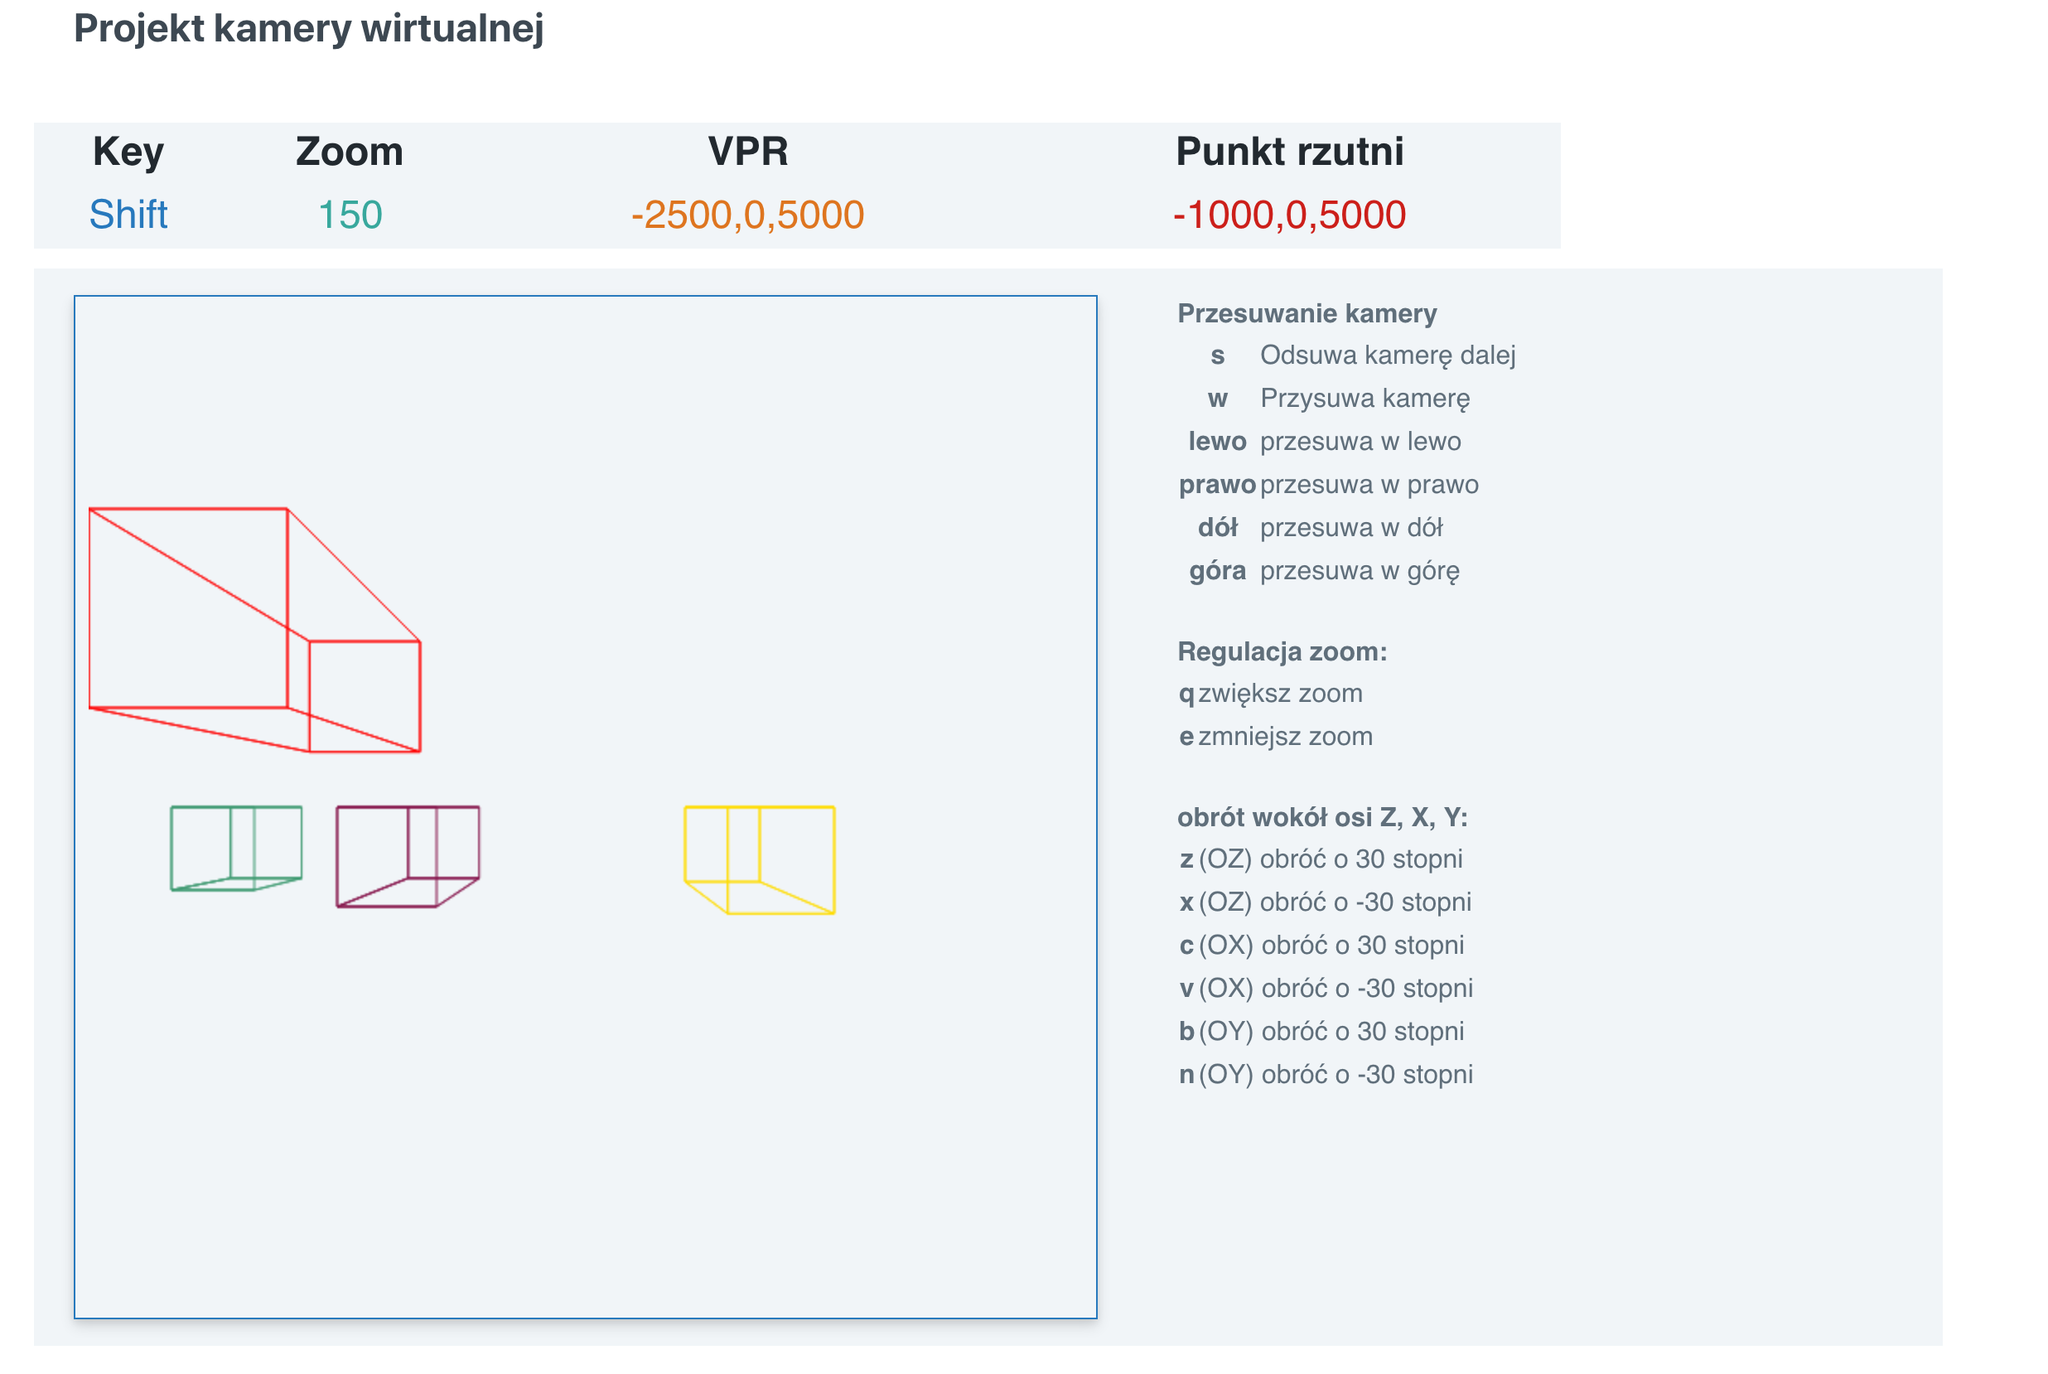 Projekt kamery wirtualnej
Key Zoom VPR Punkt rzutni
Shift 150 -2500,0,5000 -1000,0,5000
Przesuwanie kamery
s Odsuwa kamerę dalej
w Przysuwa kamerę
lewo przesuwa w lewo
prawo przesuwa w prawo
dół przesuwa w dół
góra przesuwa w górę
Regulacja zoom:
q zwiększ zoom
e zmniejsz zoom
obrót wokół osi Z, X, Y:
z (OZ) obróć o 30 stopni
x (OZ) obróć o -30 stopni
c (OX) obróć o 30 stopni
v (OX) obróć o -30 stopni
b (OY) obróć o 30 stopni
n (OY) obróć o -30 stopni